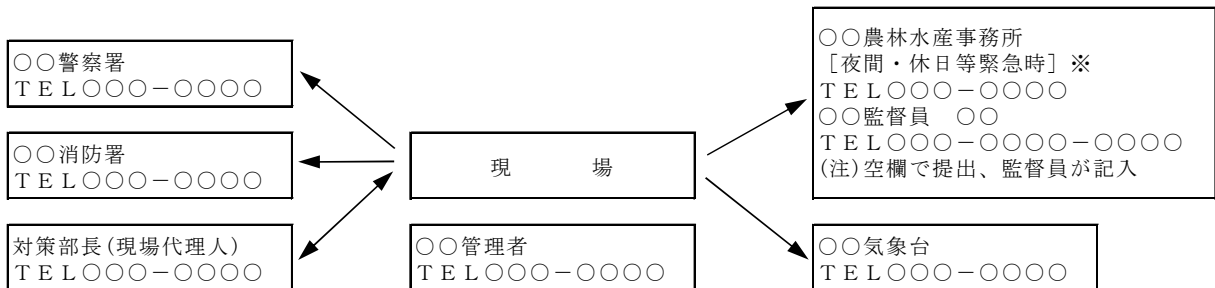 ○○警察署
ＴＥＬ○○○－○○○○
○○消防署
ＴＥＬ○○○－○○○○
対策部長(現場代理人)
ＴＥＬ○○○－○○○○
現　　　場
○○管理者
ＴＥＬ○○○－○○○○
○○農林水産事務所
［夜間・休日等緊急時］※
ＴＥＬ○○○－○○○○
○○監督員　○○
ＴＥＬ○○○－○○○○－○○○○
(注)空欄で提出、監督員が記入
○○気象台
ＴＥＬ○○○－○○○○